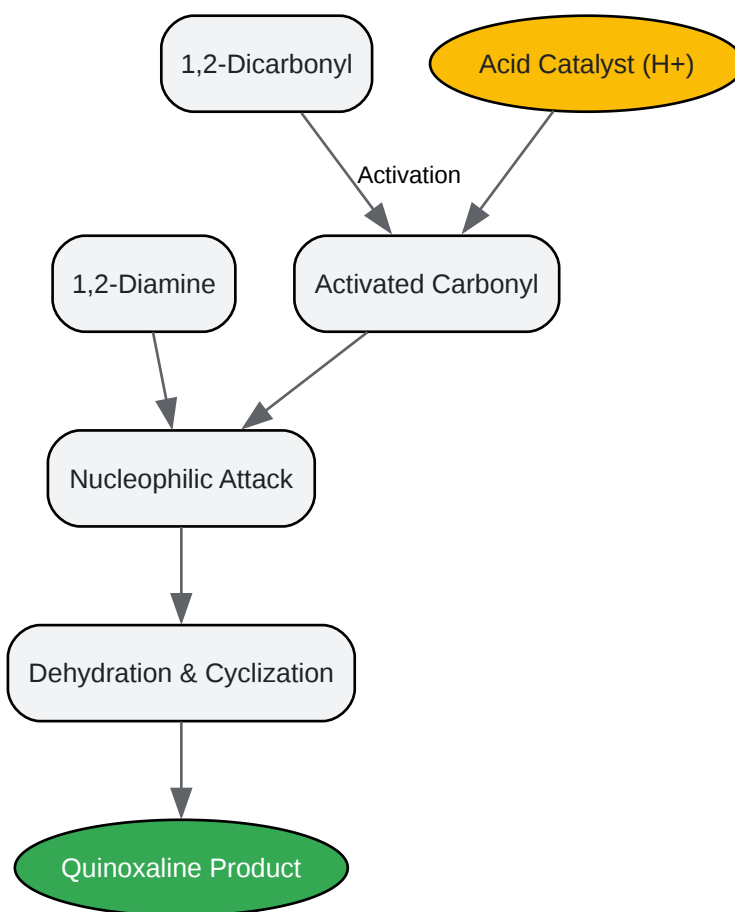 1,2-Dicarbonyl
Acid Catalyst (H+)
Activation
1,2-Diamine
Activated Carbonyl
Nucleophilic Attack
Dehydration & Cyclization
Quinoxaline Product